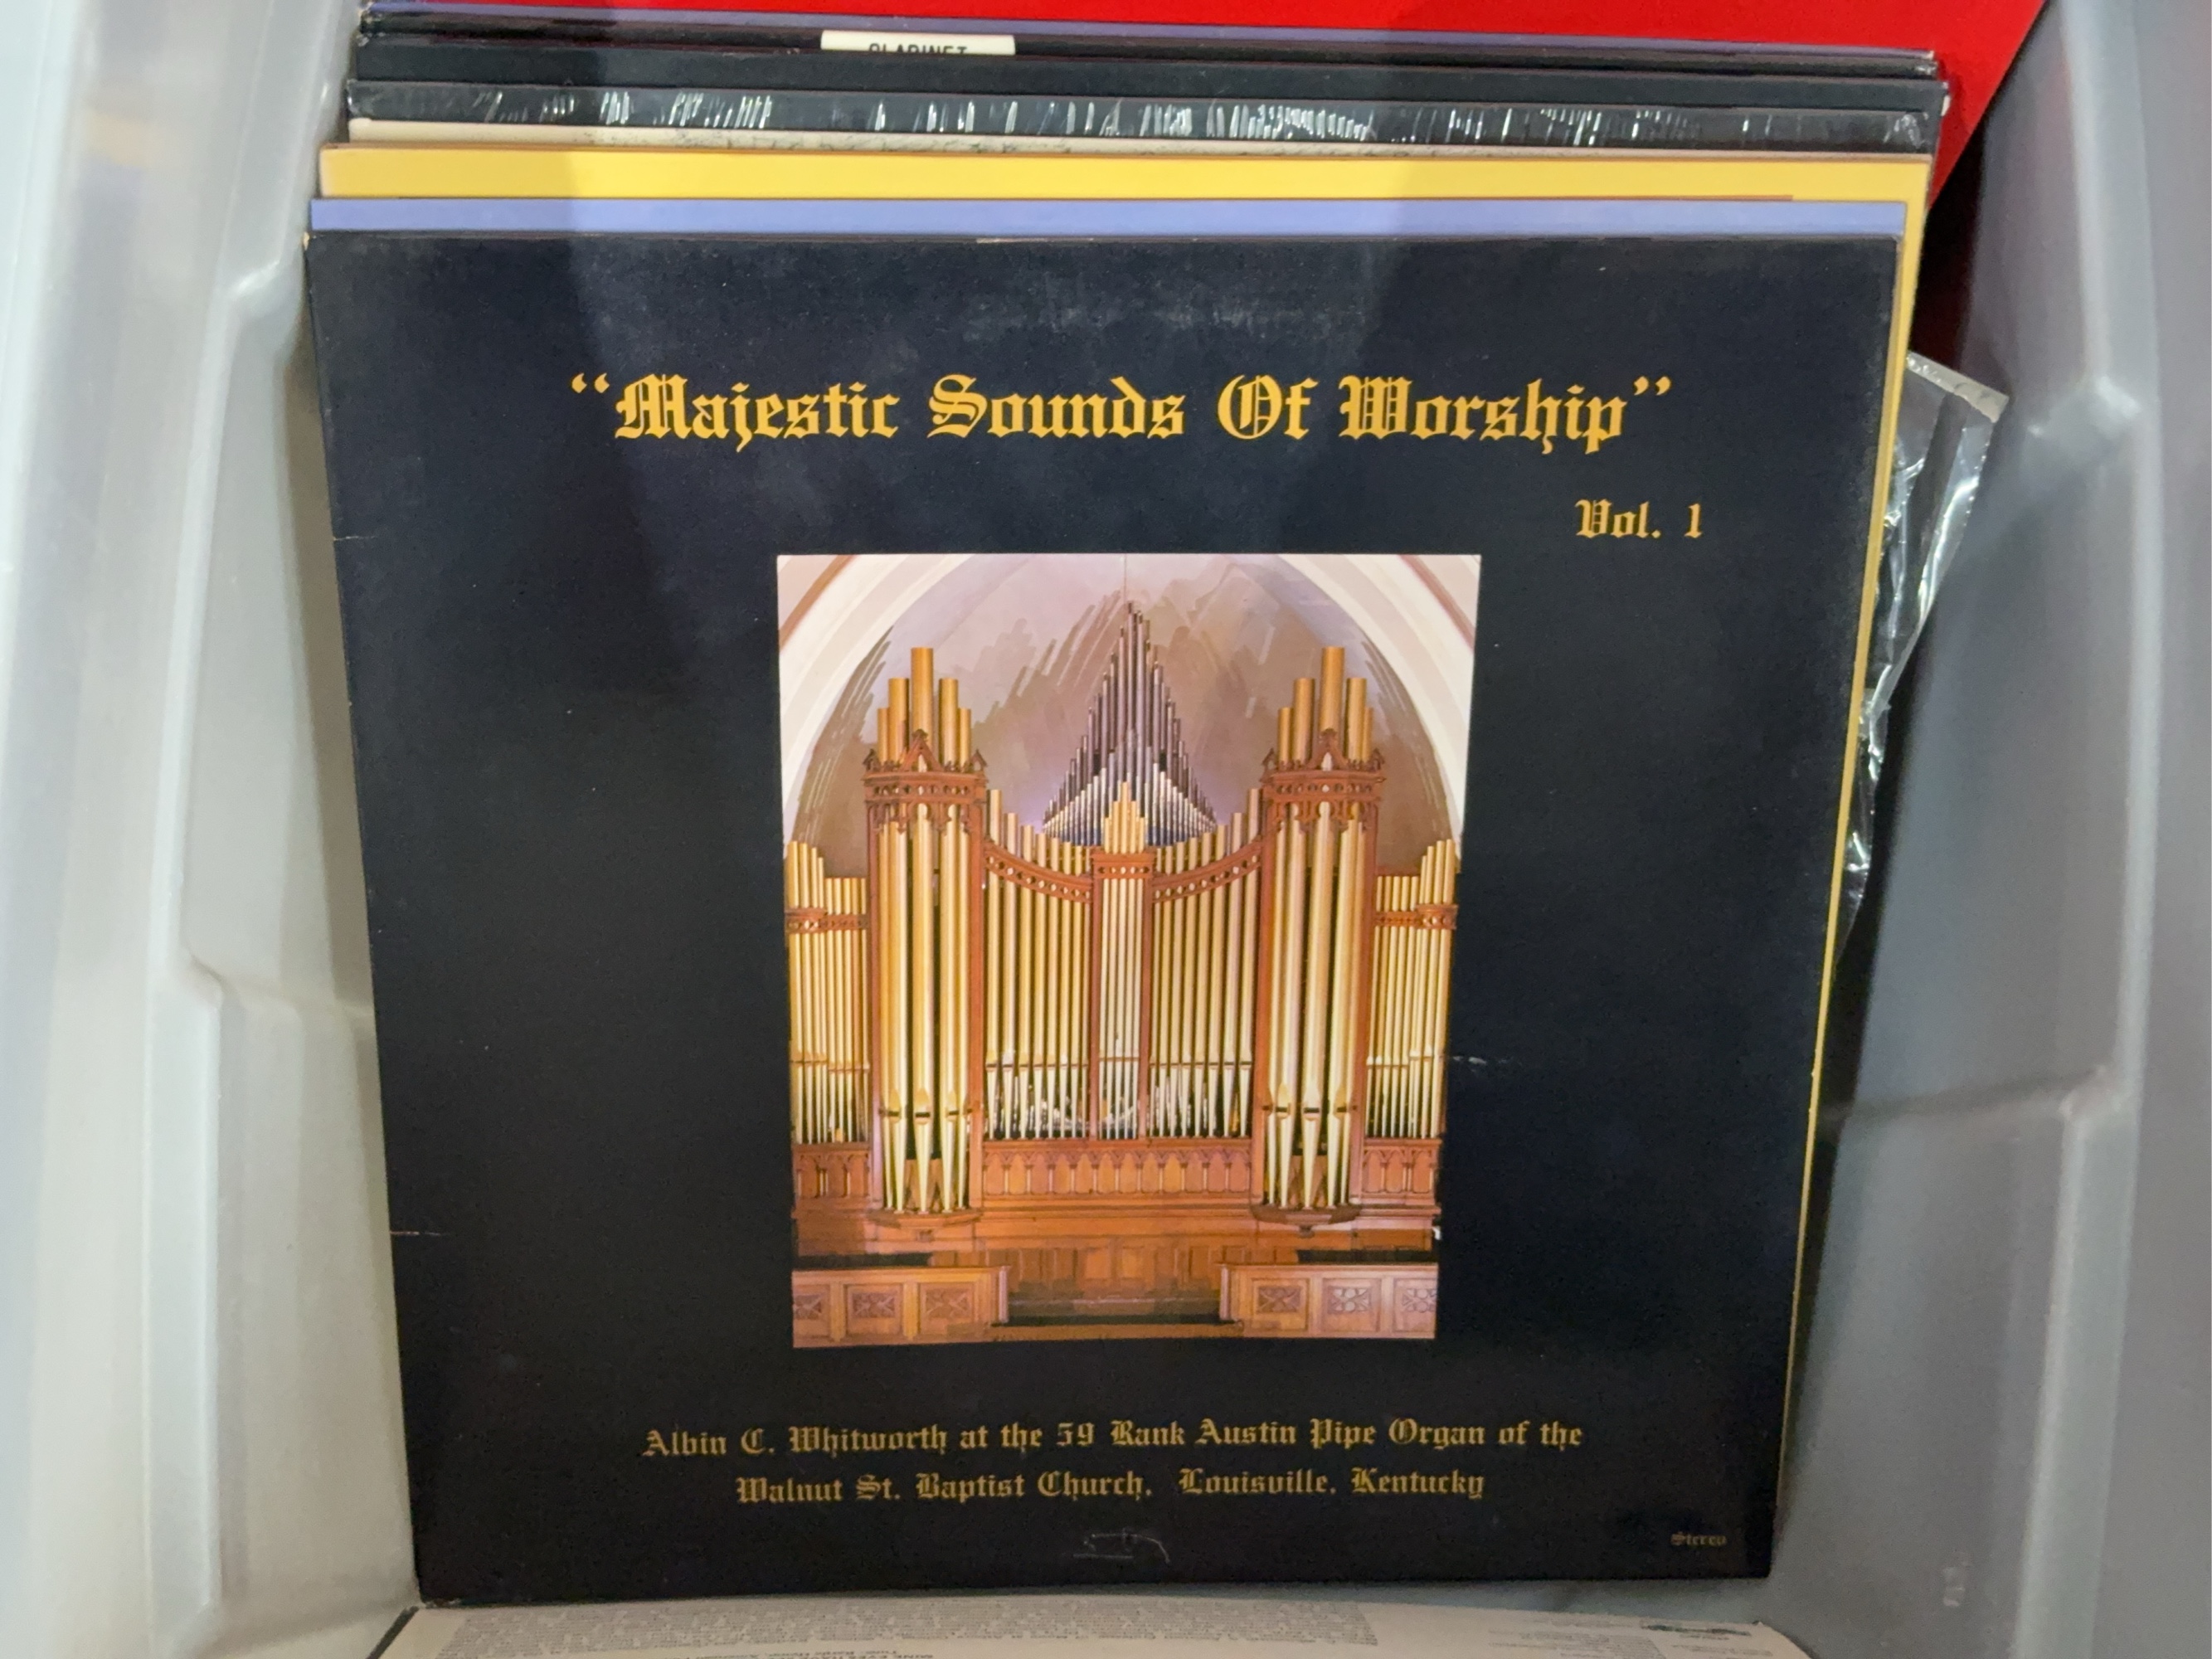 CLARINET
“Majestic Sounds Of Worship”
Vol. 1
Albin C. Whitworth at the 59 Rank Austin Pipe Organ of the
Walnut St. Baptist Church, Louisville, Kentucky
Stereo